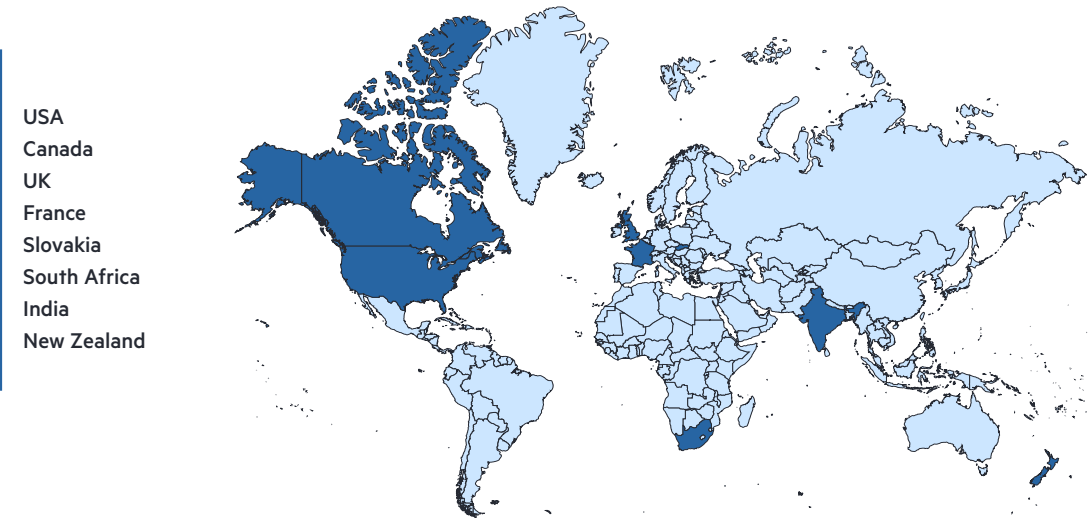 USA
Canada
UK
France
Slovakia
South Africa
India
New Zealand